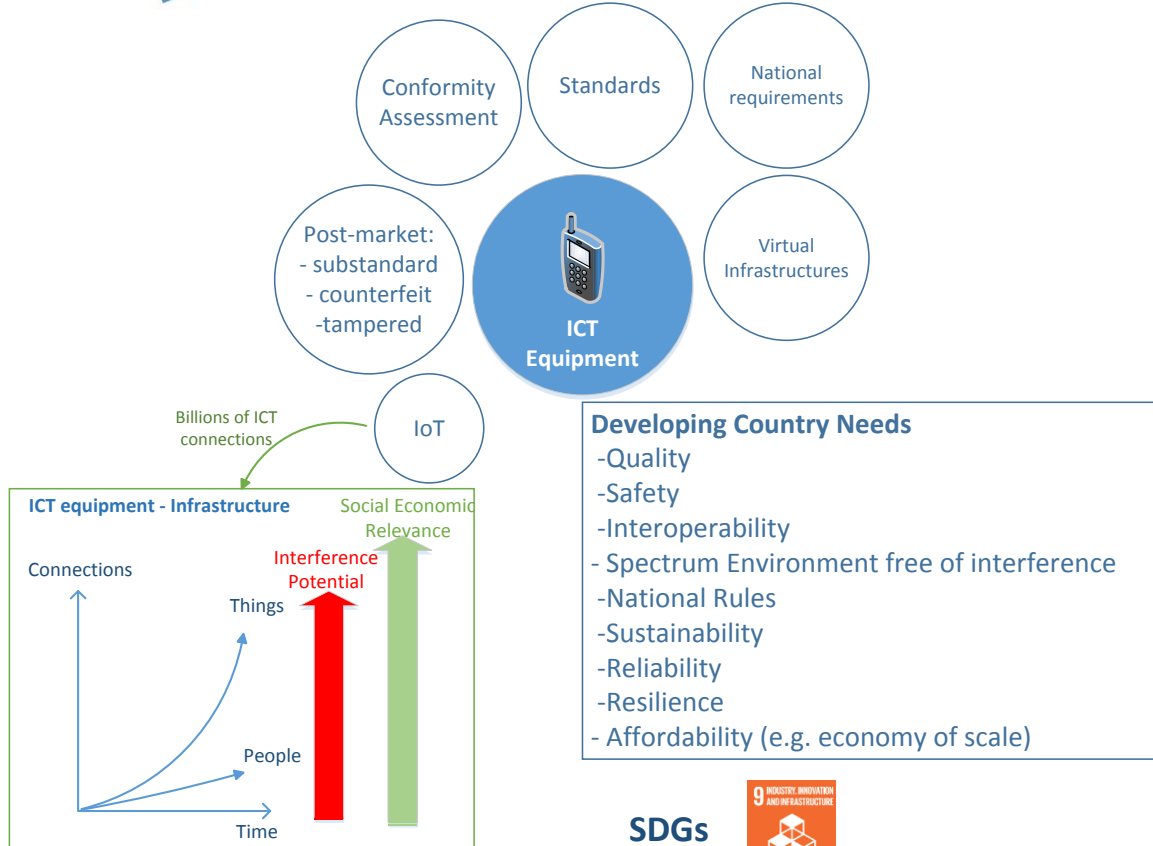 Conformity
Assessment
Standards
National
requirements
Post-market:
- substandard
- counterfeit
-tampered
ICT
Equipment
Virtual
Infrastructures
IoT
Billions of ICT
connections
ICT equipment - Infrastructure
Social Economic
Relevance
Interference
Potential
Connections
Things
People
Time
Developing Country Needs
-Quality
-Safety
-Interoperability
- Spectrum Environment free of interference
-National Rules
-Sustainability
-Reliability
-Resilience
- Affordability (e.g. economy of scale)
SDGs
9 INDUSTRY, INNOVATION
AND INFRASTRUCTURE